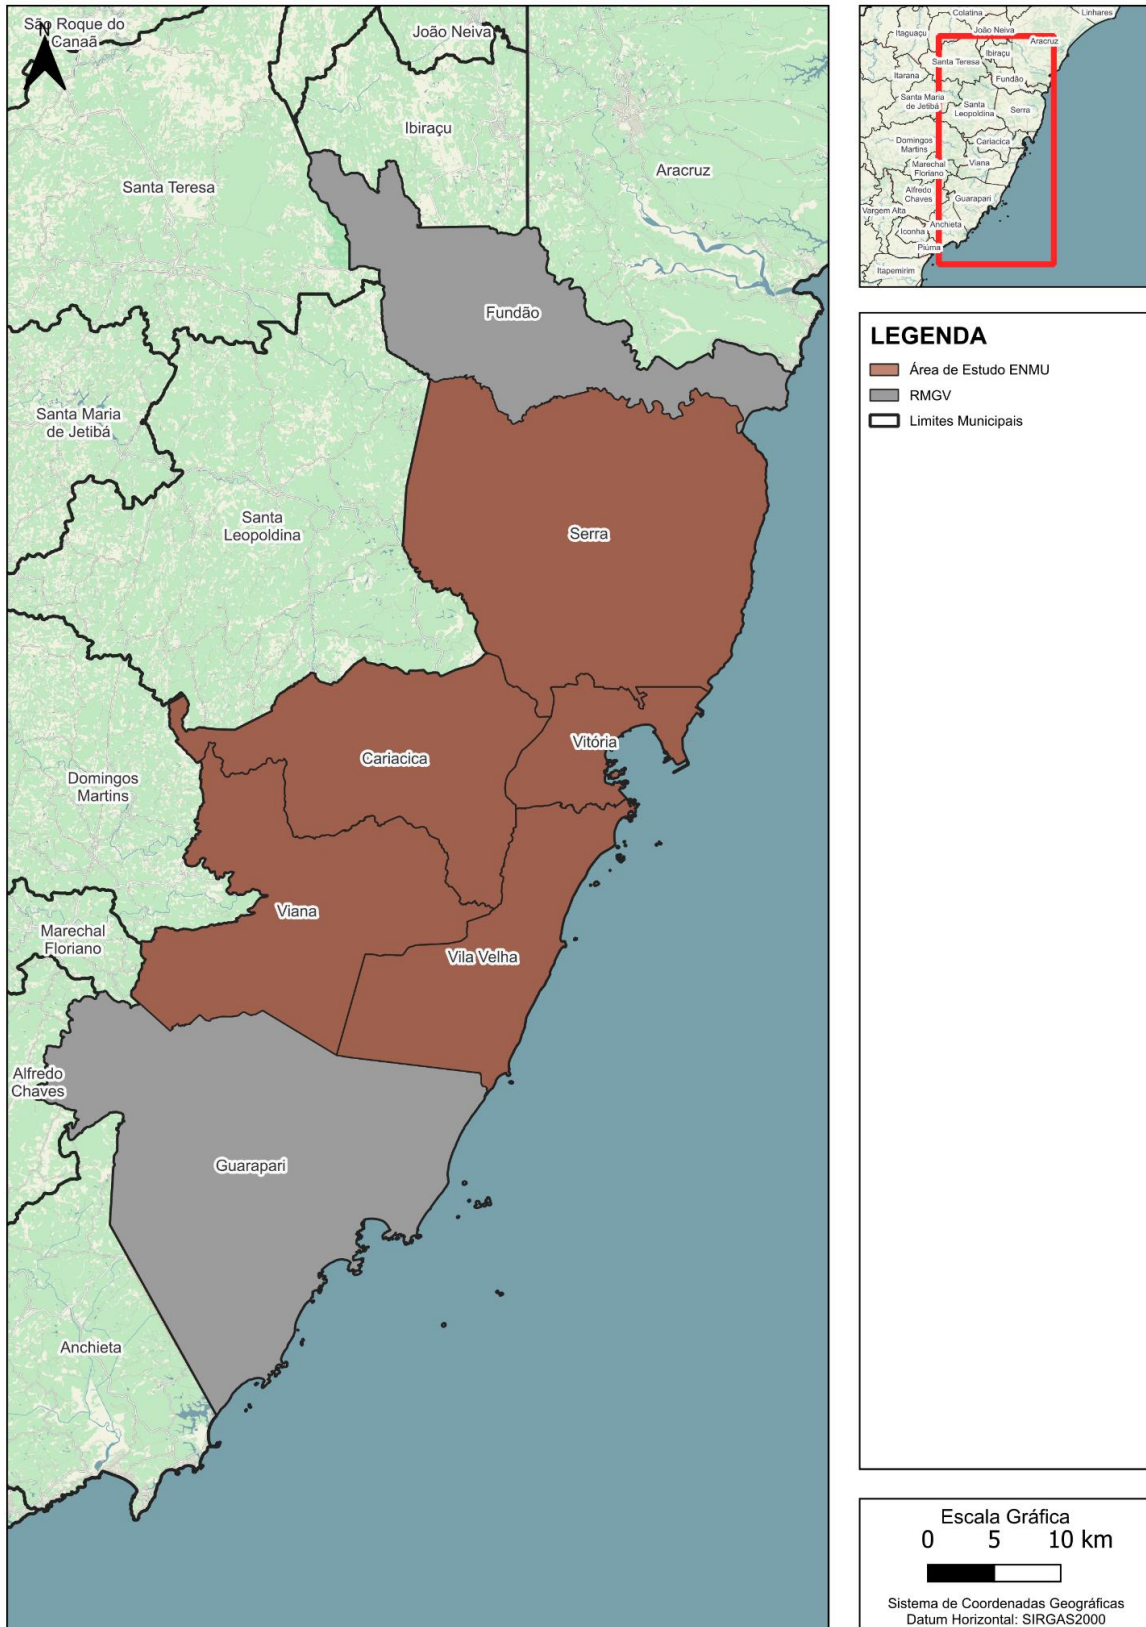 São Roque do
Canaã
N
João Neiva
Ibiraçu
Aracruz
Santa Teresa
Fundão
Santa Maria
de Jetibá
Santa
Leopoldina
Serra
Vitória
Cariacica
Domingos
Martins
Viana
Marechal
Floriano
Vila Velha
Alfredo
Chaves
Guarapari
Anchieta
Colatina
Linhares
João Neiva
Itaguaçu
Aracruz
Ibiraçu
Santa Teresa
Itarana
Fundão
Santa Maria
de Jetibá
Santa
Leopoldina
Serra
Domingos
Martins
Cariacica
Marechal
Floriano
Viana
Alfredo
Chaves
Guarapari
Vargem Alta
Anchieta
Iconha
Piúma
Itapemirim
LEGENDA
Área de Estudo ENMU
RMGV
Limites Municipais
Escala Gráfica
0 5 10 km
Sistema de Coordenadas Geográficas
Datum Horizontal: SIRGAS2000